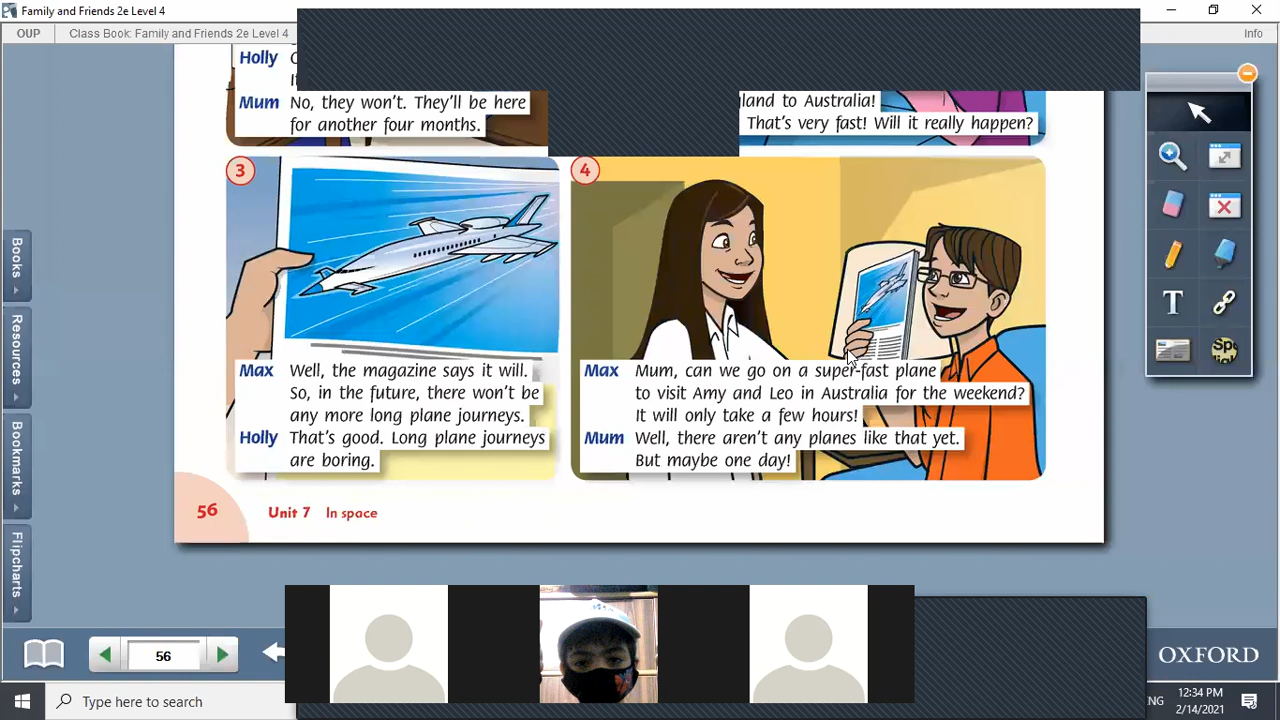 Family and Friends 2e Level 4
OUP
Class Book: Family and Friends 2e Level 4
Info
Holly
Mum No, they won't. They'll be here
for another four months.
to Australia!
That's very fast! Will it really happen?
3
Max Well, the magazine says it will.
So, in the future, there won't be
any more long plane journeys.
Holly That's good. Long plane journeys
are boring.
4
Max Mum, can we go on a super-fast plane
to visit Amy and Leo in Australia for the weekend?
It will only take a few hours!
Mum Well, there aren't any planes like that yet.
But maybe one day!
56 Unit 7 In space
Books
Resources
Bookmarks
Flipcharts
T
56
OXFORD
Type here to search
ENG
12:34 PM
2/14/2021